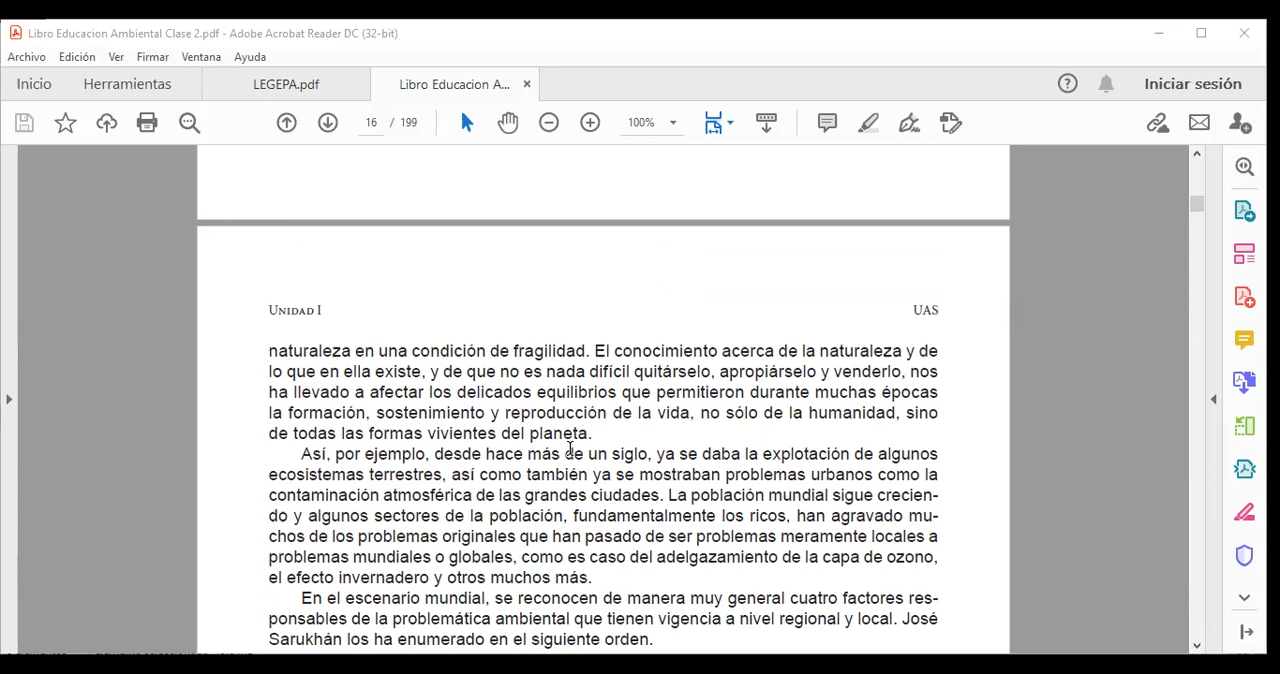 Libro Educacion Ambiental Clase 2.pdf - Adobe Acrobat Reader DC (32-bit)
Archivo Edición Ver Firmar Ventana Ayuda
Inicio Herramientas LEGEPA.pdf Libro Educacion A... × Iniciar sesión
16 / 199 100%
UNIDAD I UAS
naturaleza en una condición de fragilidad. El conocimiento acerca de la naturaleza y de
lo que en ella existe, y de que no es nada difícil quitárselo, apropiárselo y venderlo, nos
ha llevado a afectar los delicados equilibrios que permitieron durante muchas épocas
la formación, sostenimiento y reproducción de la vida, no sólo de la humanidad, sino
de todas las formas vivientes del planeta.
Así, por ejemplo, desde hace más de un siglo, ya se daba la explotación de algunos
ecosistemas terrestres, así como también ya se mostraban problemas urbanos como la
contaminación atmosférica de las grandes ciudades. La población mundial sigue crecien-
do y algunos sectores de la población, fundamentalmente los ricos, han agravado mu-
chos de los problemas originales que han pasado de ser problemas meramente locales a
problemas mundiales o globales, como es caso del adelgazamiento de la capa de ozono,
el efecto invernadero y otros muchos más.
En el escenario mundial, se reconocen de manera muy general cuatro factores res-
ponsables de la problemática ambiental que tienen vigencia a nivel regional y local. José
Sarukhán los ha enumerado en el siguiente orden.